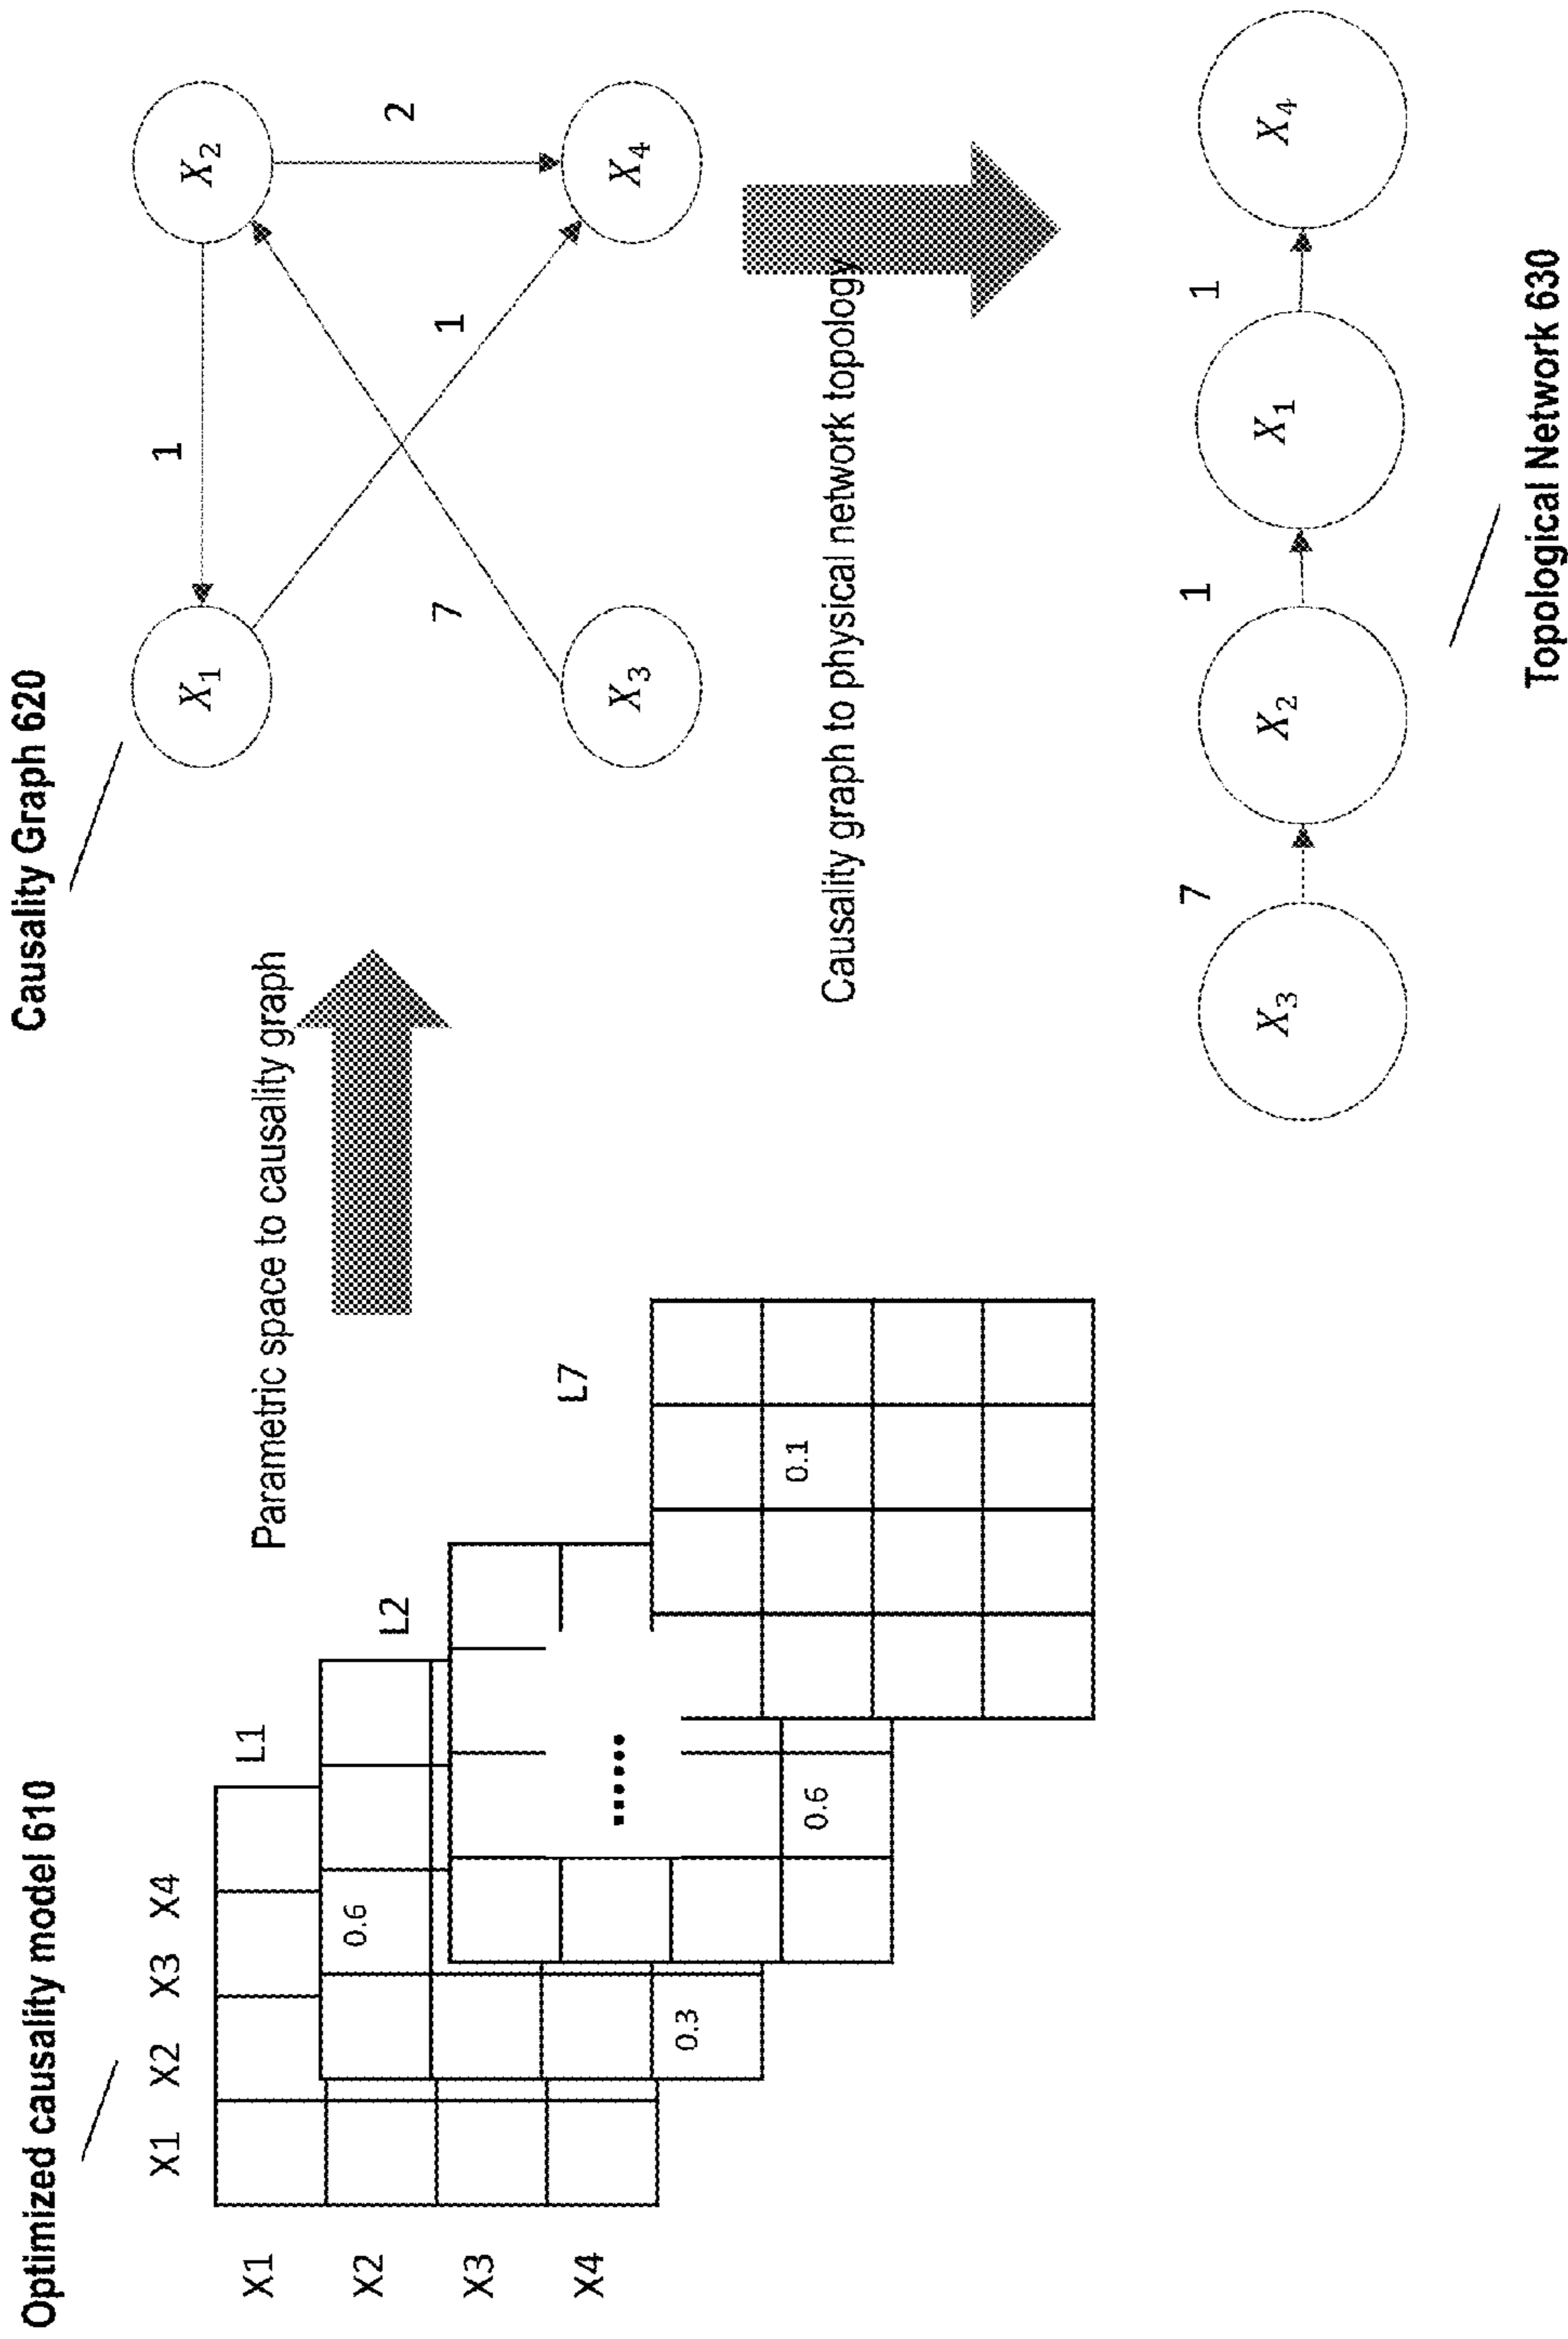 Optimized causality model 610
X1 X2 X3 X4
X1
X2
X3
X4
L1
L2
L7
0.6
0.3
0.6
0.1
......
Parametric space to causality graph
Causality Graph 620
X₁
X₂
X₃
X₄
1
2
1
7
Causality graph to physical network topology
X₃
7
X₂
1
X₁
1
X₄
Topological Network 630